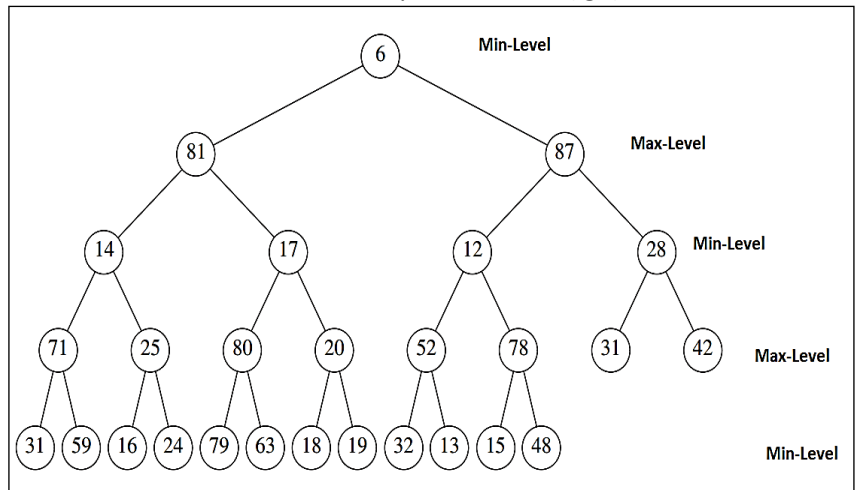 6 Min-Level
81 87 Max-Level
14 17 12 28 Min-Level
71 25 80 20 52 78 31 42 Max-Level
31 59 16 24 79 63 18 19 32 13 15 48 Min-Level